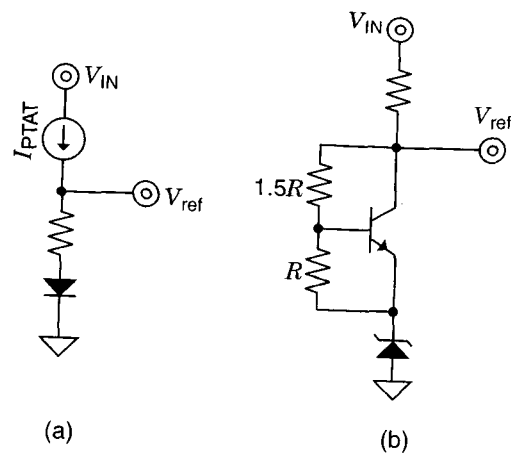 V_IN
I_PTAT
V_ref
(a)
V_IN
V_ref
1.5R
R
(b)